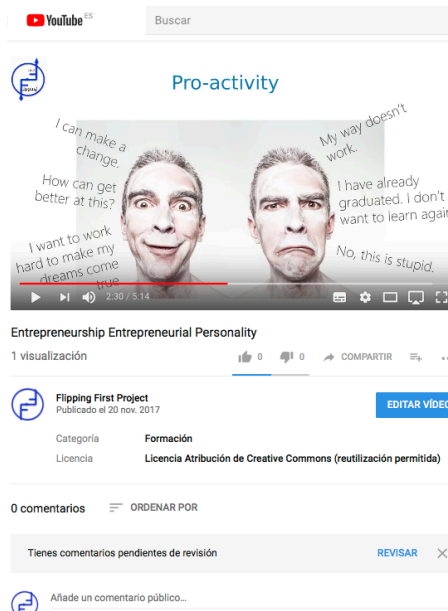 YouTube ES
Buscar
Pro-activity
I can make a
change.
How can get
better at this?
I want to work
hard to make my
dreams come
true
My way doesn't
work.
I have already
graduated. I don't
want to learn again
No, this is stupid.
2:30 / 5:14
Entrepreneurship Entrepreneurial Personality
1 visualización
0
0
COMPARTIR
Flipping First Project
Publicado el 20 nov. 2017
EDITAR VÍDEO
Categoría Formación
Licencia Licencia Atribución de Creative Commons (reutilización permitida)
0 comentarios
ORDENAR POR
Tienes comentarios pendientes de revisión
REVISAR
Añade un comentario público...